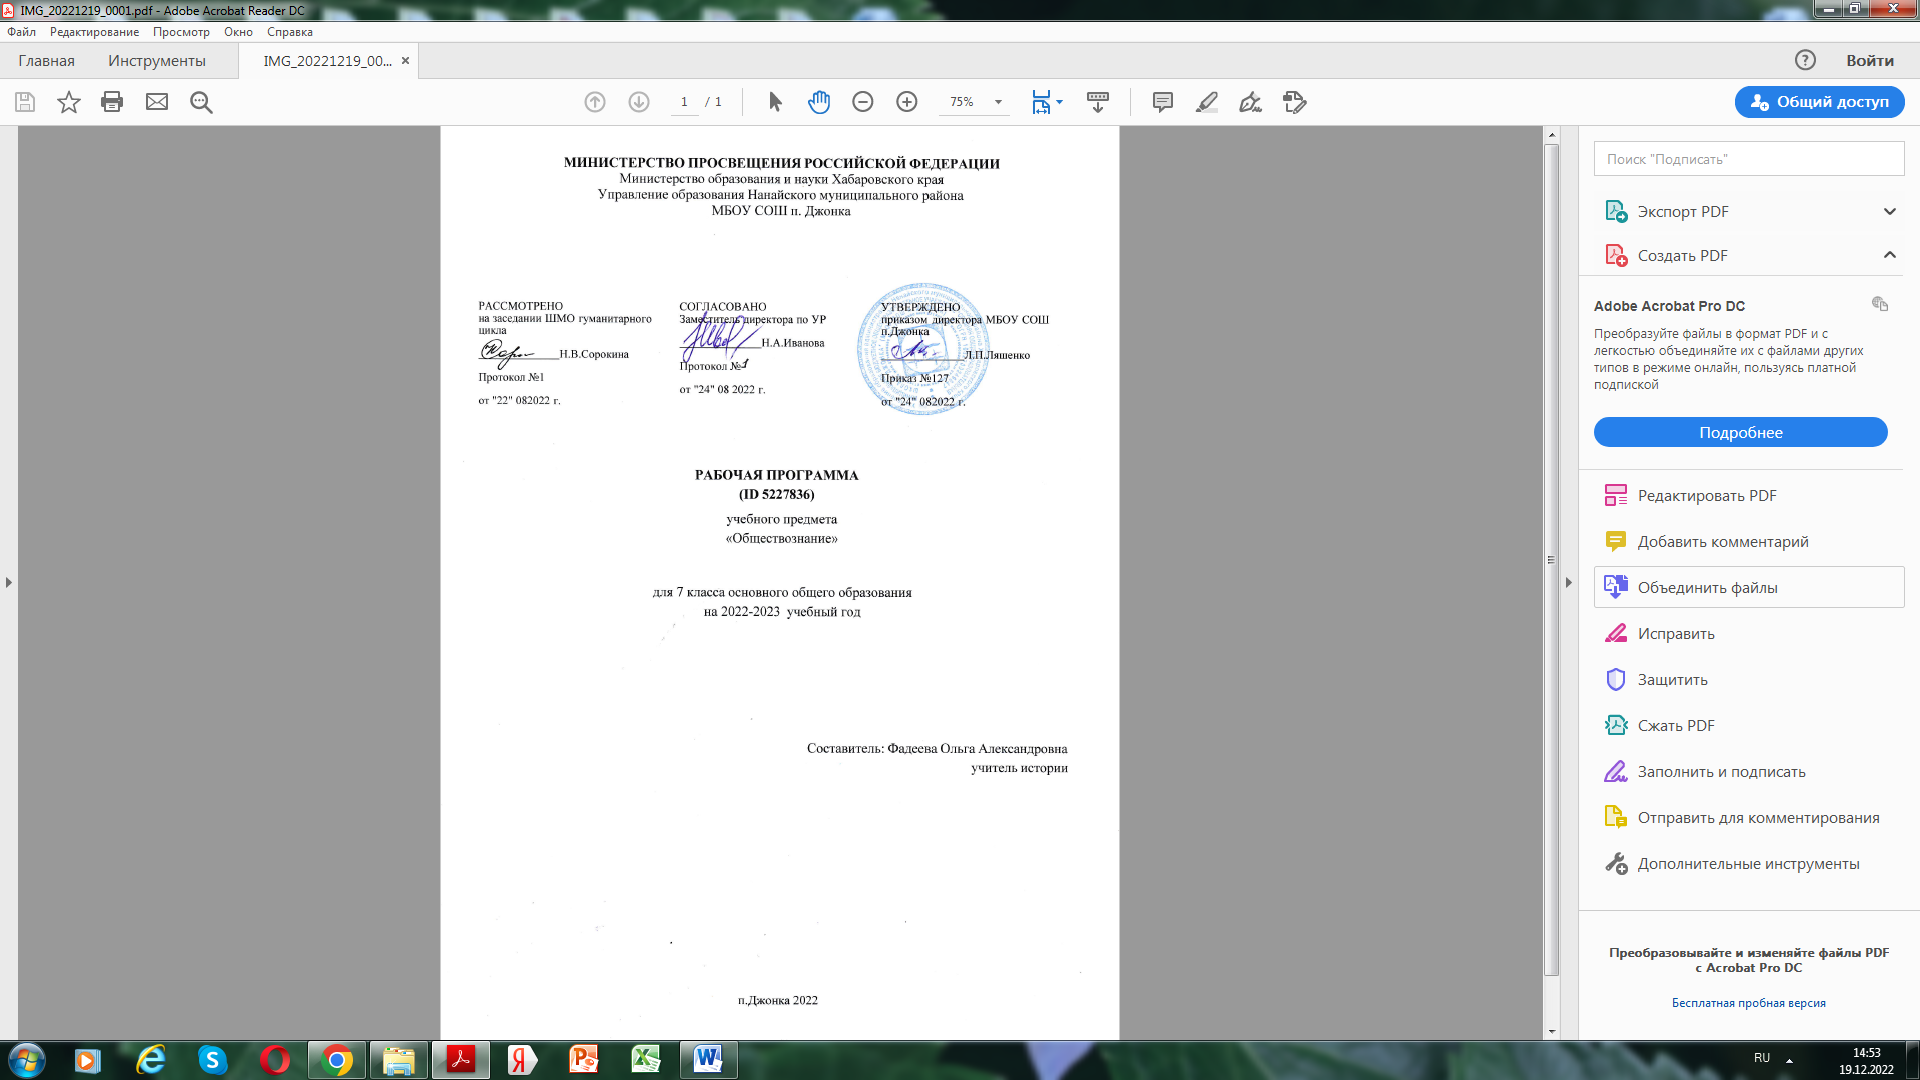 IMG_20221219_0001.pdf - Adobe Acrobat Reader DC
Файл Редактирование Просмотр Окно Справка
Главная Инструменты IMG_20221219_00... × Войти
1 / 1 75% Общий доступ
МИНИСТЕРСТВО ПРОСВЕЩЕНИЯ РОССИЙСКОЙ ФЕДЕРАЦИИ
Министерство образования и науки Хабаровского края
Управление образования Нанайского муниципального района
МБОУ СОШ п. Джонка
РАССМОТРЕНО
на заседании ШМО гуманитарного
цикла
Н.В.Сорокина
Протокол №1
от "22" 082022 г.
СОГЛАСОВАНО
Заместитель директора по УР
Н.А.Иванова
Протокол №1
от "24" 08 2022 г.
УТВЕРЖДЕНО
приказом директора МБОУ СОШ
п.Джонка
Л.П.Ляшенко
Приказ №127
от "24" 082022 г.
РАБОЧАЯ ПРОГРАММА
(ID 5227836)
учебного предмета
«Обществознание»
для 7 класса основного общего образования
на 2022-2023 учебный год
Составитель: Фадеева Ольга Александровна
учитель истории
п.Джонка 2022
Поиск "Подписать"
Экспорт PDF
Создать PDF
Adobe Acrobat Pro DC
Преобразуйте файлы в формат PDF и с
легкостью объединяйте их с файлами других
типов в режиме онлайн, пользуясь платной
подпиской
Подробнее
Редактировать PDF
Добавить комментарий
Объединить файлы
Исправить
Защитить
Сжать PDF
Заполнить и подписать
Отправить для комментирования
Дополнительные инструменты
Преобразовывайте и изменяйте файлы PDF
с Acrobat Pro DC
Бесплатная пробная версия
RU 14:53
19.12.2022